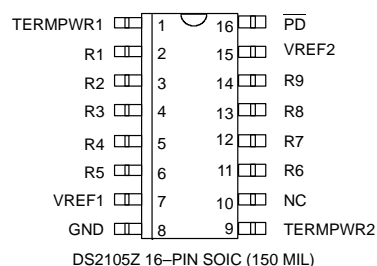 TERMPWR1 1 16 PD
R1 2 15 VREF2
R2 3 14 R9
R3 4 13 R8
R4 5 12 R7
R5 6 11 R6
VREF1 7 10 NC
GND 8 9 TERMPWR2
DS2105Z 16–PIN SOIC (150 MIL)